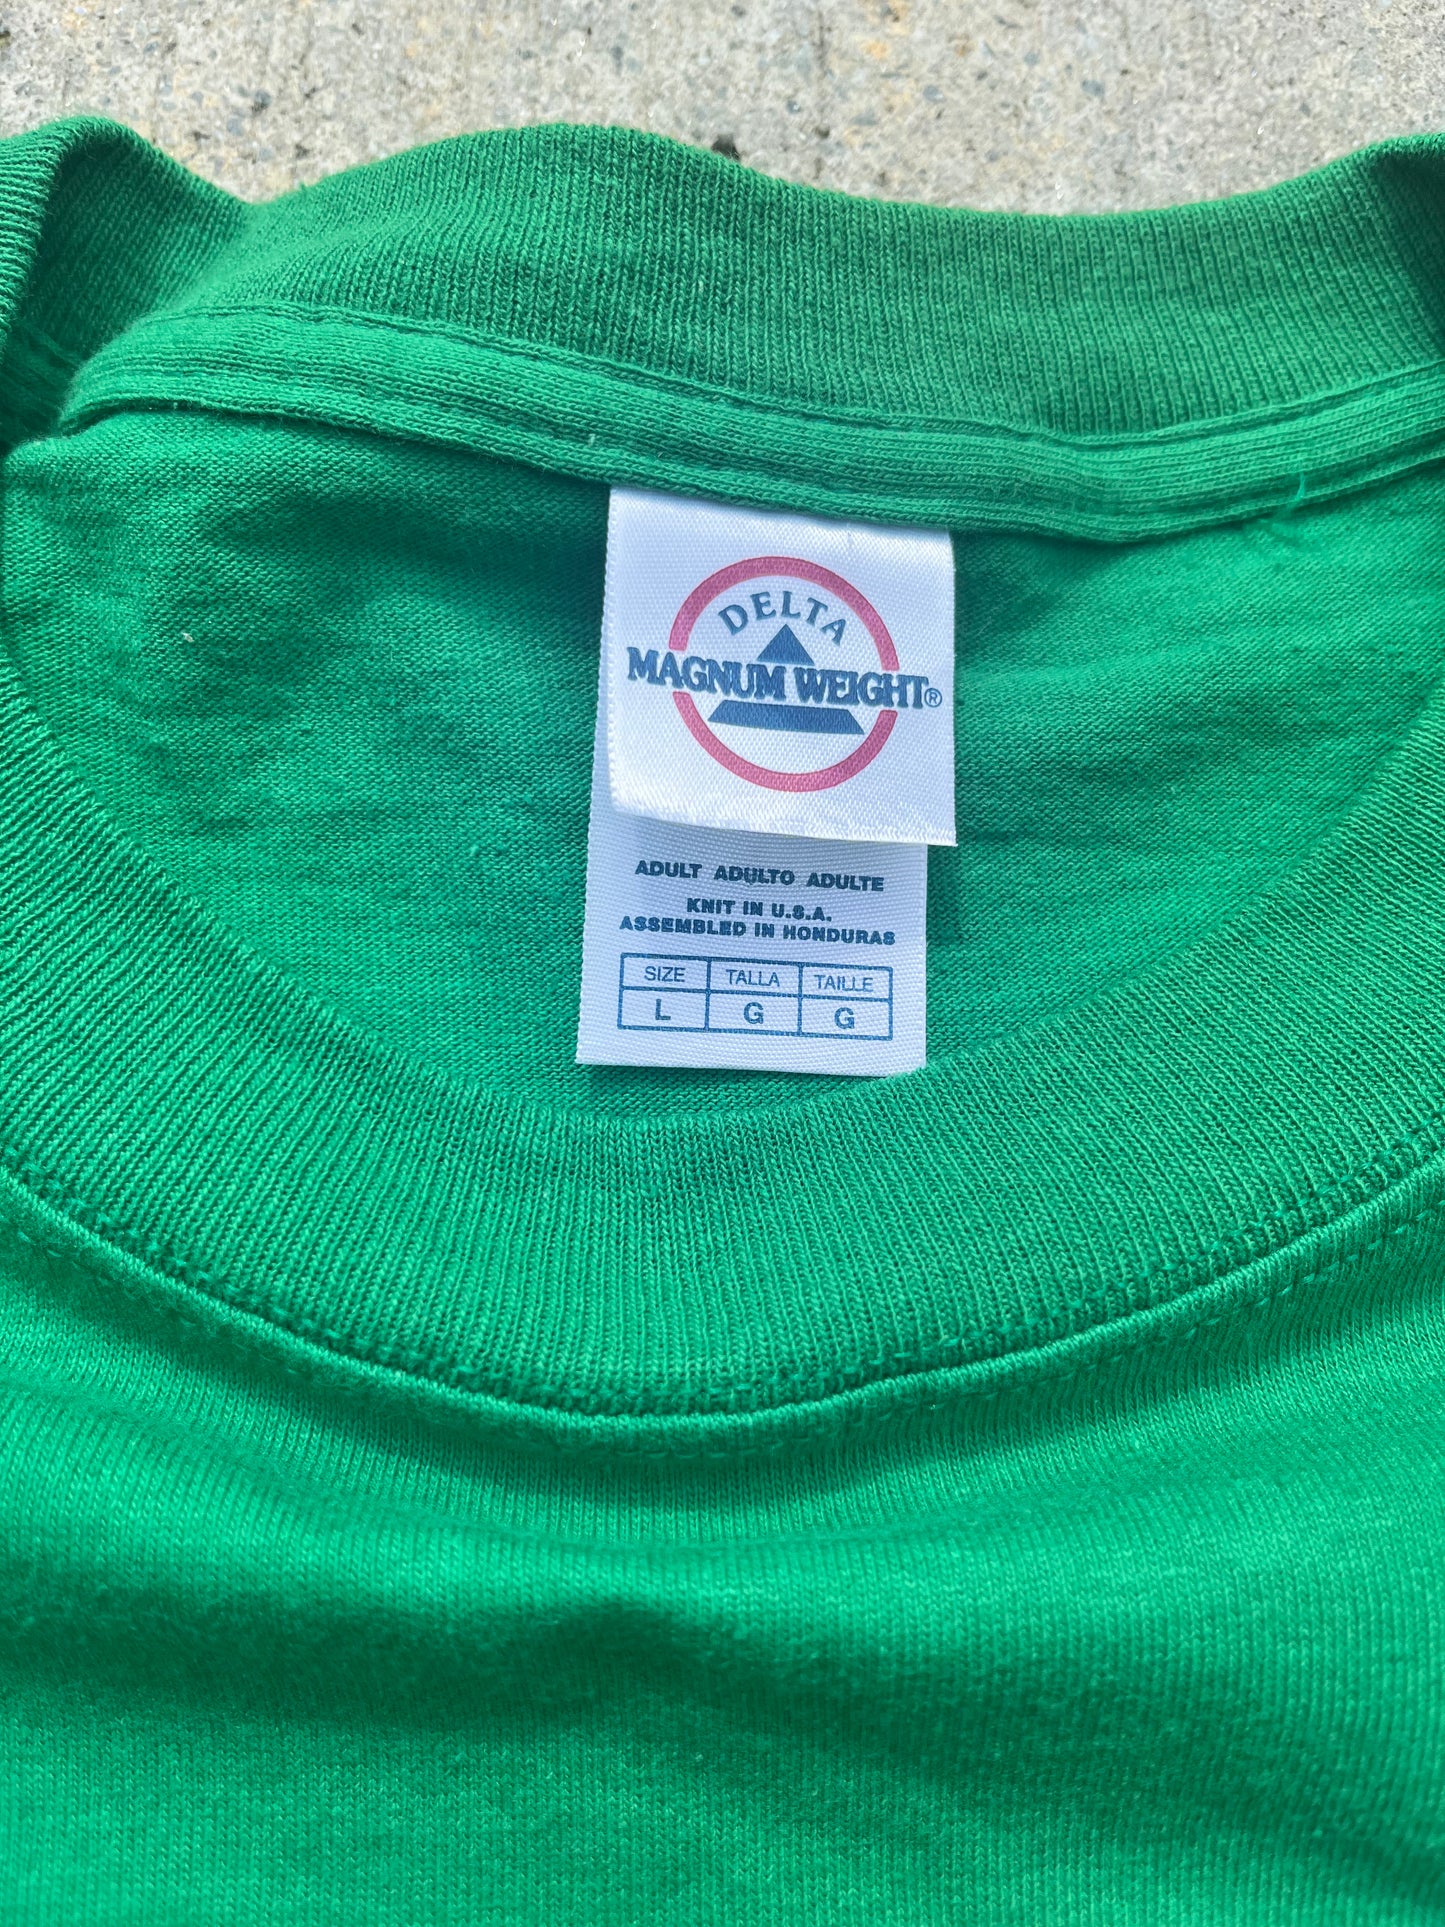 DELTA
MAGNUM WEIGHT®
ADULT ADULTO ADULTE
KNIT IN U.S.A.
ASSEMBLED IN HONDURAS
SIZE TALLA TAILLE
L G G